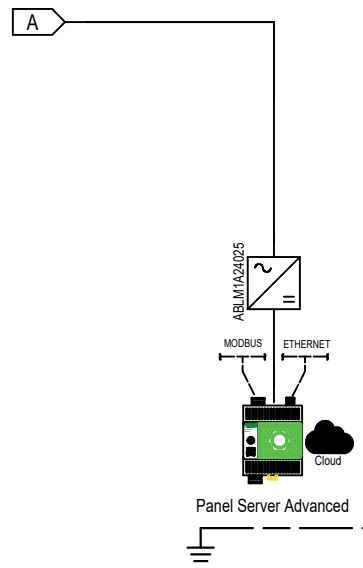 A
ABLM1A24025
MODBUS
ETHERNET
Cloud
Panel Server Advanced